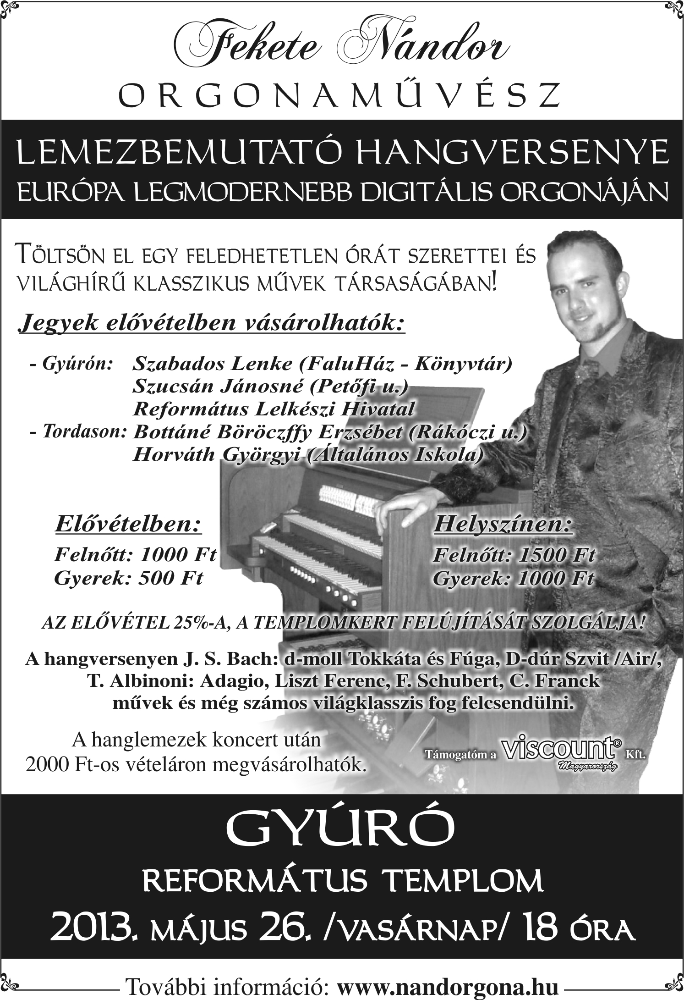 Fekete Nándor
ORGONAMŰVÉSZ
LEMEZBEMUTATÓ HANGVERSENYE
EURÓPA LEGMODERNEBB DIGITÁLIS ORGONÁJÁN
TÖLTSÖN EL EGY FELEDHETETLEN ÓRÁT SZERETTEI ÉS
VILÁGHÍRŰ KLASSZIKUS MŰVEK TÁRSASÁGÁBAN!
Jegyek elővételben vásárolhatók:
- Gyúrón: Szabados Lenke (FaluHáz - Könyvtár)
Szucsán Jánosné (Petőfi u.)
Református Lelkészi Hivatal
- Tordason: Bottáné Böröczffy Erzsébet (Rákóczi u.)
Horváth Györgyi (Általános Iskola)
Elővételben:
Felnőtt: 1000 Ft
Gyerek: 500 Ft
Helyszínen:
Felnőtt: 1500 Ft
Gyerek: 1000 Ft
AZ ELŐVÉTEL 25%-A, A TEMPLOMKERT FELÚJÍTÁSÁT SZOLGÁLJA!
A hangversenyen J. S. Bach: d-moll Tokkáta és Fúga, D-dúr Szvit /Air/,
T. Albinoni: Adagio, Liszt Ferenc, F. Schubert, C. Franck
művek és még számos világklasszis fog felcsendülni.
A hanglemezek koncert után
2000 Ft-os vételáron megvásárolhatók.
Támogatóm a viscount® Kft.
Magyarország
GYÚRÓ
REFORMÁTUS TEMPLOM
2013. MÁJUS 26. /VASÁRNAP/ 18 ÓRA
További információ: www.nandorgona.hu